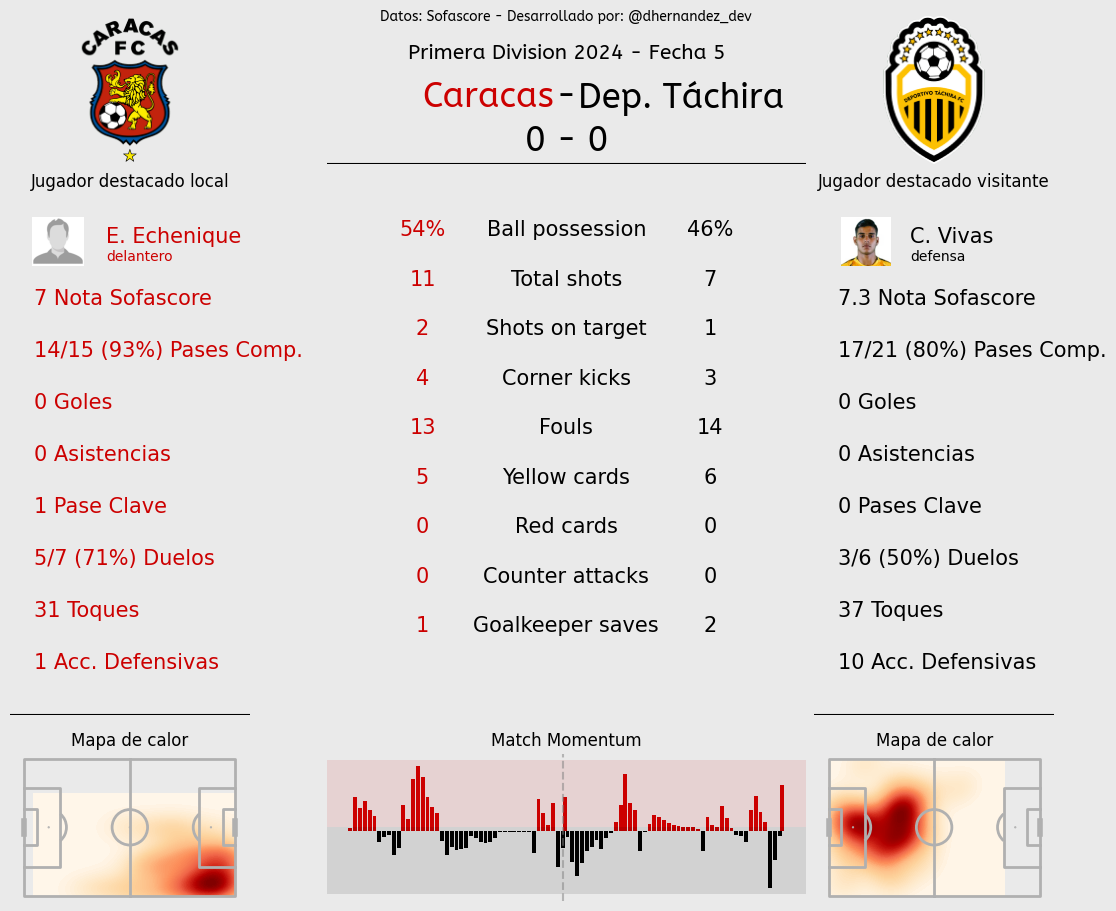 Datos: Sofascore - Desarrollado por: @dhernandez_dev
Primera Division 2024 - Fecha 5
Caracas - Dep. Táchira
0 - 0
CARACAS
FC
DEPORTIVO TÁCHIRA FC
Jugador destacado local
E. Echenique
delantero
7 Nota Sofascore
14/15 (93%) Pases Comp.
0 Goles
0 Asistencias
1 Pase Clave
5/7 (71%) Duelos
31 Toques
1 Acc. Defensivas
Mapa de calor
54% Ball possession 46%
11 Total shots 7
2 Shots on target 1
4 Corner kicks 3
13 Fouls 14
5 Yellow cards 6
0 Red cards 0
0 Counter attacks 0
1 Goalkeeper saves 2
Match Momentum
Jugador destacado visitante
C. Vivas
defensa
7.3 Nota Sofascore
17/21 (80%) Pases Comp.
0 Goles
0 Asistencias
0 Pases Clave
3/6 (50%) Duelos
37 Toques
10 Acc. Defensivas
Mapa de calor